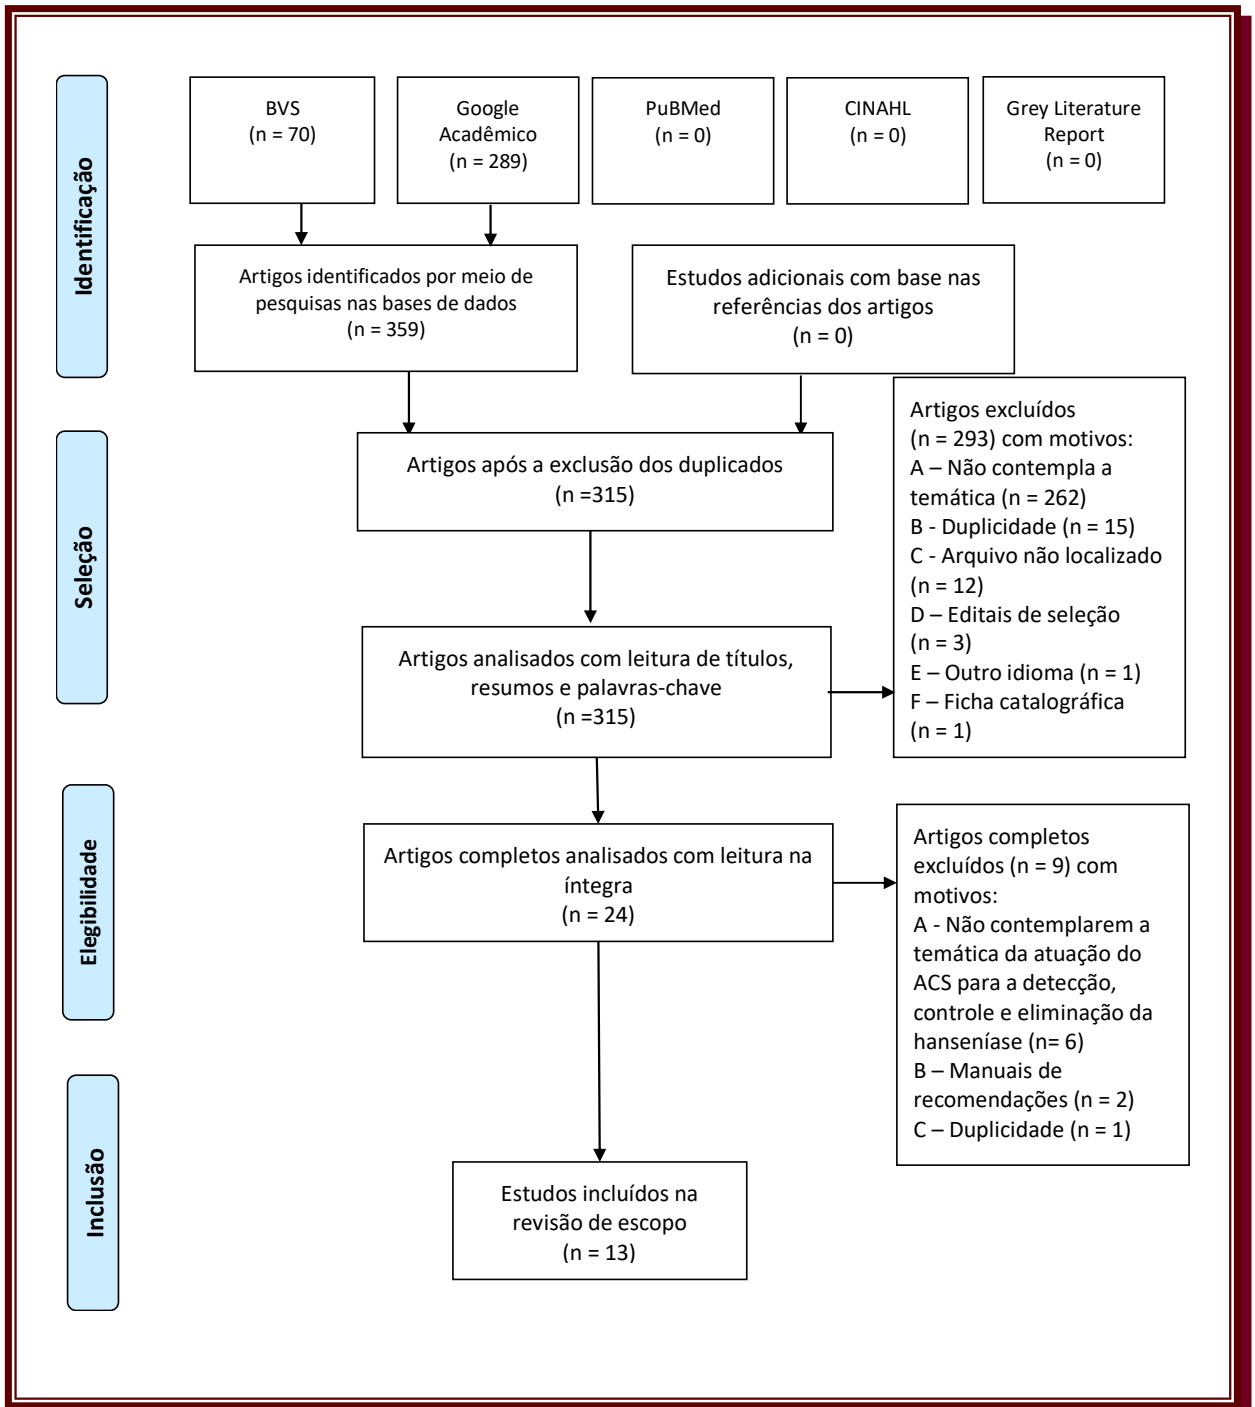 Identificação
BVS
(n = 70)
Google
Acadêmico
(n = 289)
PuBMed
(n = 0)
CINAHL
(n = 0)
Grey Literature
Report
(n = 0)
Artigos identificados por meio de
pesquisas nas bases de dados
(n = 359)
Estudos adicionais com base nas
referências dos artigos
(n = 0)
Seleção
Artigos após a exclusão dos duplicados
(n =315)
Artigos analisados com leitura de títulos,
resumos e palavras-chave
(n =315)
Artigos excluídos
(n = 293) com motivos:
A – Não contempla a
temática (n = 262)
B - Duplicidade (n = 15)
C - Arquivo não localizado
(n = 12)
D – Editais de seleção
(n = 3)
E – Outro idioma (n = 1)
F – Ficha catalográfica
(n = 1)
Elegibilidade
Artigos completos analisados com leitura na
íntegra
(n = 24)
Artigos completos
excluídos (n = 9) com
motivos:
A - Não contemplarem a
temática da atuação do
ACS para a detecção,
controle e eliminação da
hanseníase (n= 6)
B – Manuais de
recomendações (n = 2)
C – Duplicidade (n = 1)
Inclusão
Estudos incluídos na
revisão de escopo
(n = 13)